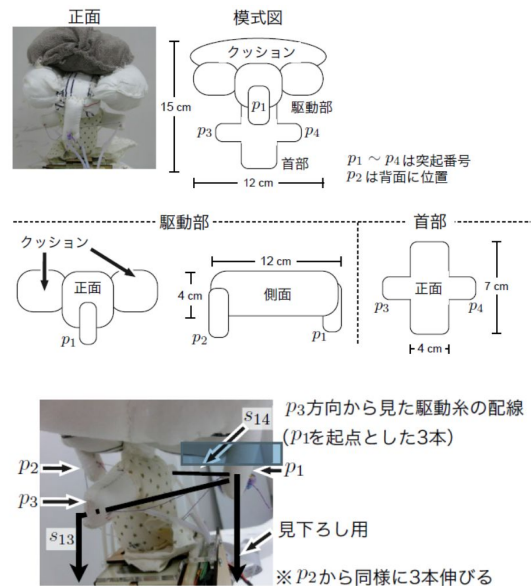 正面
模式図
クッション
15 cm
p1
駆動部
p3
p4
首部
12 cm
p1 ~ p4 は突起番号
p2 は背面に位置
駆動部
首部
クッション
正面
p1
12 cm
4 cm
側面
p2
p1
正面
p3
p4
7 cm
4 cm
p3方向から見た駆動糸の配線
(p1を起点とした3本)
s14
p2
p1
p3
s13
見下ろし用
※p2から同様に3本伸びる